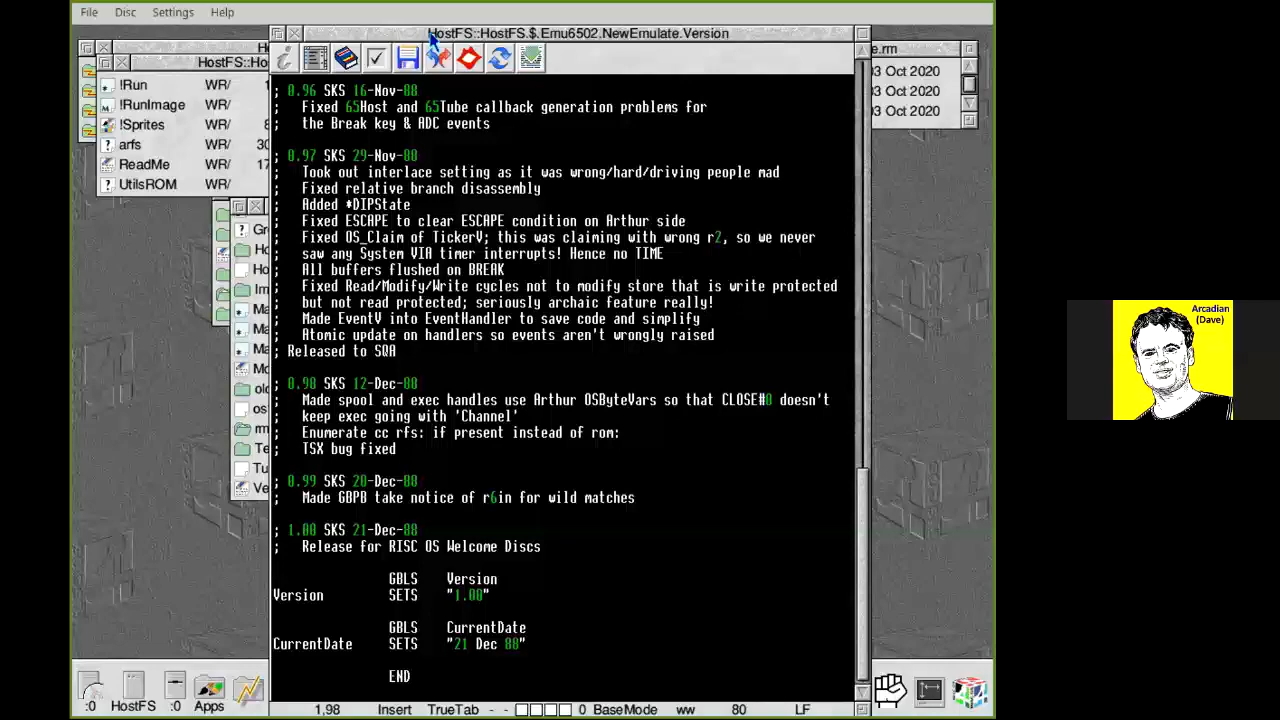 File Disc Settings Help
HostFS::HostFS.$.Emu6502.NewEmulate.Version
HostFS::Ho
e.rm
03 Oct 2020
03 Oct 2020
03 Oct 2020
!Run WR/
!RunImage WR/
!Sprites WR/
arfs WR/
ReadMe WR/
UtilsROM WR/
; 0.96 SKS 16-Nov-88
; Fixed 65Host and 65Tube callback generation problems for
; the Break key & ADC events
; 0.97 SKS 29-Nov-88
; Took out interlace setting as it was wrong/hard/driving people mad
; Fixed relative branch disassembly
; Added *DIPState
; Fixed ESCAPE to clear ESCAPE condition on Arthur side
; Fixed OS_Claim of TickerV; this was claiming with wrong r2, so we never
; saw any System VIA timer interrupts! Hence no TIME
; All buffers flushed on BREAK
; Fixed Read/Modify/Write cycles not to modify store that is write protected
; but not read protected; seriously archaic feature really!
; Made EventV into EventHandler to save code and simplify
; Atomic update on handlers so events aren't wrongly raised
; Released to SQA
; 0.98 SKS 12-Dec-88
; Made spool and exec handles use Arthur OSByteVars so that CLOSE#0 doesn't
; keep exec going with 'Channel'
; Enumerate cc rfs: if present instead of rom:
; TSX bug fixed
; 0.99 SKS 20-Dec-88
; Made GBPB take notice of r6in for wild matches
; 1.00 SKS 21-Dec-88
; Release for RISC OS Welcome Discs
GBLS Version
Version SETS "1.00"
GBLS CurrentDate
CurrentDate SETS "21 Dec 88"
END
1,98 Insert TrueTab - - 0 BaseMode ww 80 LF
:0 HostFS :0 Apps
Arcadian
(Dave)